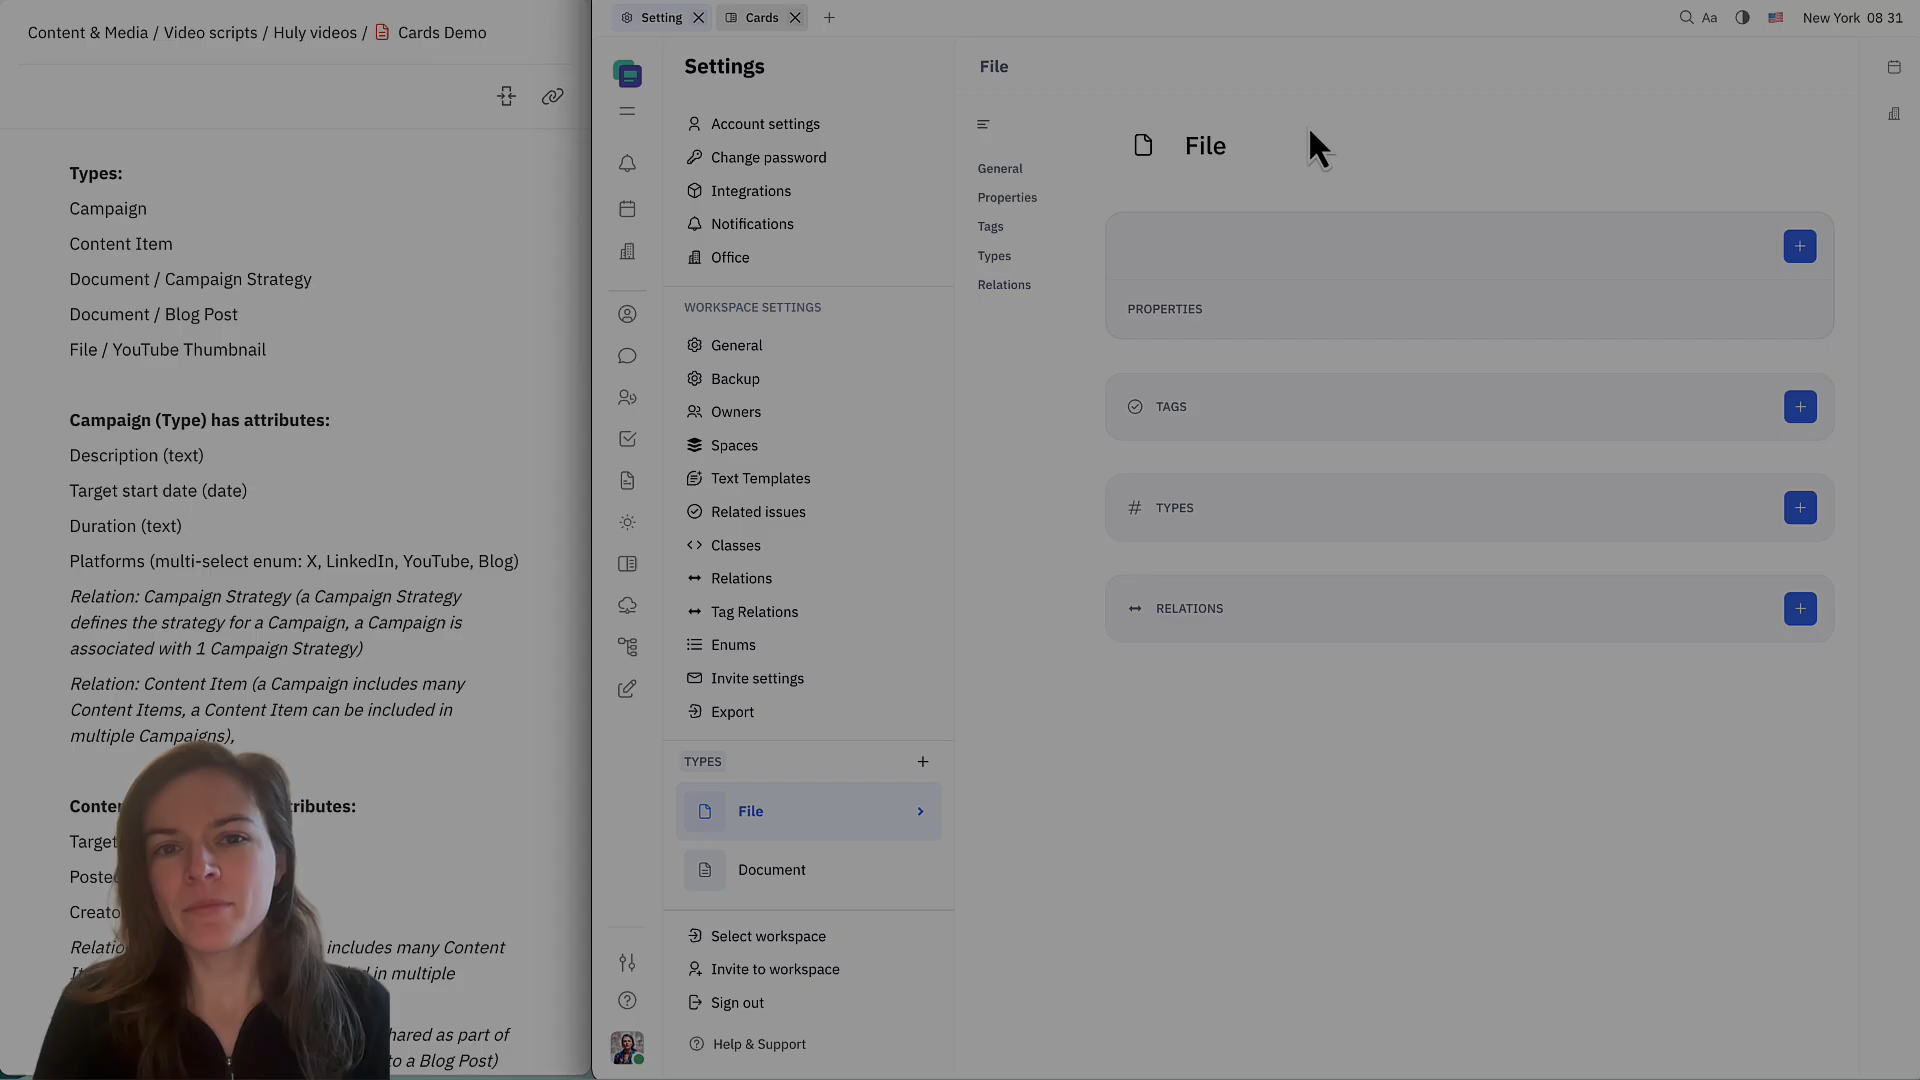 Content & Media / Video scripts / Huly videos / Cards Demo
Types:
Campaign
Content Item
Document / Campaign Strategy
Document / Blog Post
File / YouTube Thumbnail
Campaign (Type) has attributes:
Description (text)
Target start date (date)
Duration (text)
Platforms (multi-select enum: X, LinkedIn, YouTube, Blog)
Relation: Campaign Strategy (a Campaign Strategy
defines the strategy for a Campaign, a Campaign is
associated with 1 Campaign Strategy)
Relation: Content Item (a Campaign includes many
Content Items, a Content Item can be included in
multiple Campaigns),
Target
includes many Content
in multiple
hared as part of
to a Blog Post)
Setting
Cards
Aa
New York 08 31
Settings
Account settings
Change password
Integrations
Notifications
Office
WORKSPACE SETTINGS
General
Backup
Owners
Spaces
Text Templates
Related issues
Classes
Relations
Tag Relations
Enums
Invite settings
Export
TYPES
File
Document
Select workspace
Invite to workspace
Sign out
Help & Support
File
General
Properties
Tags
Types
Relations
File
PROPERTIES
TAGS
TYPES
RELATIONS